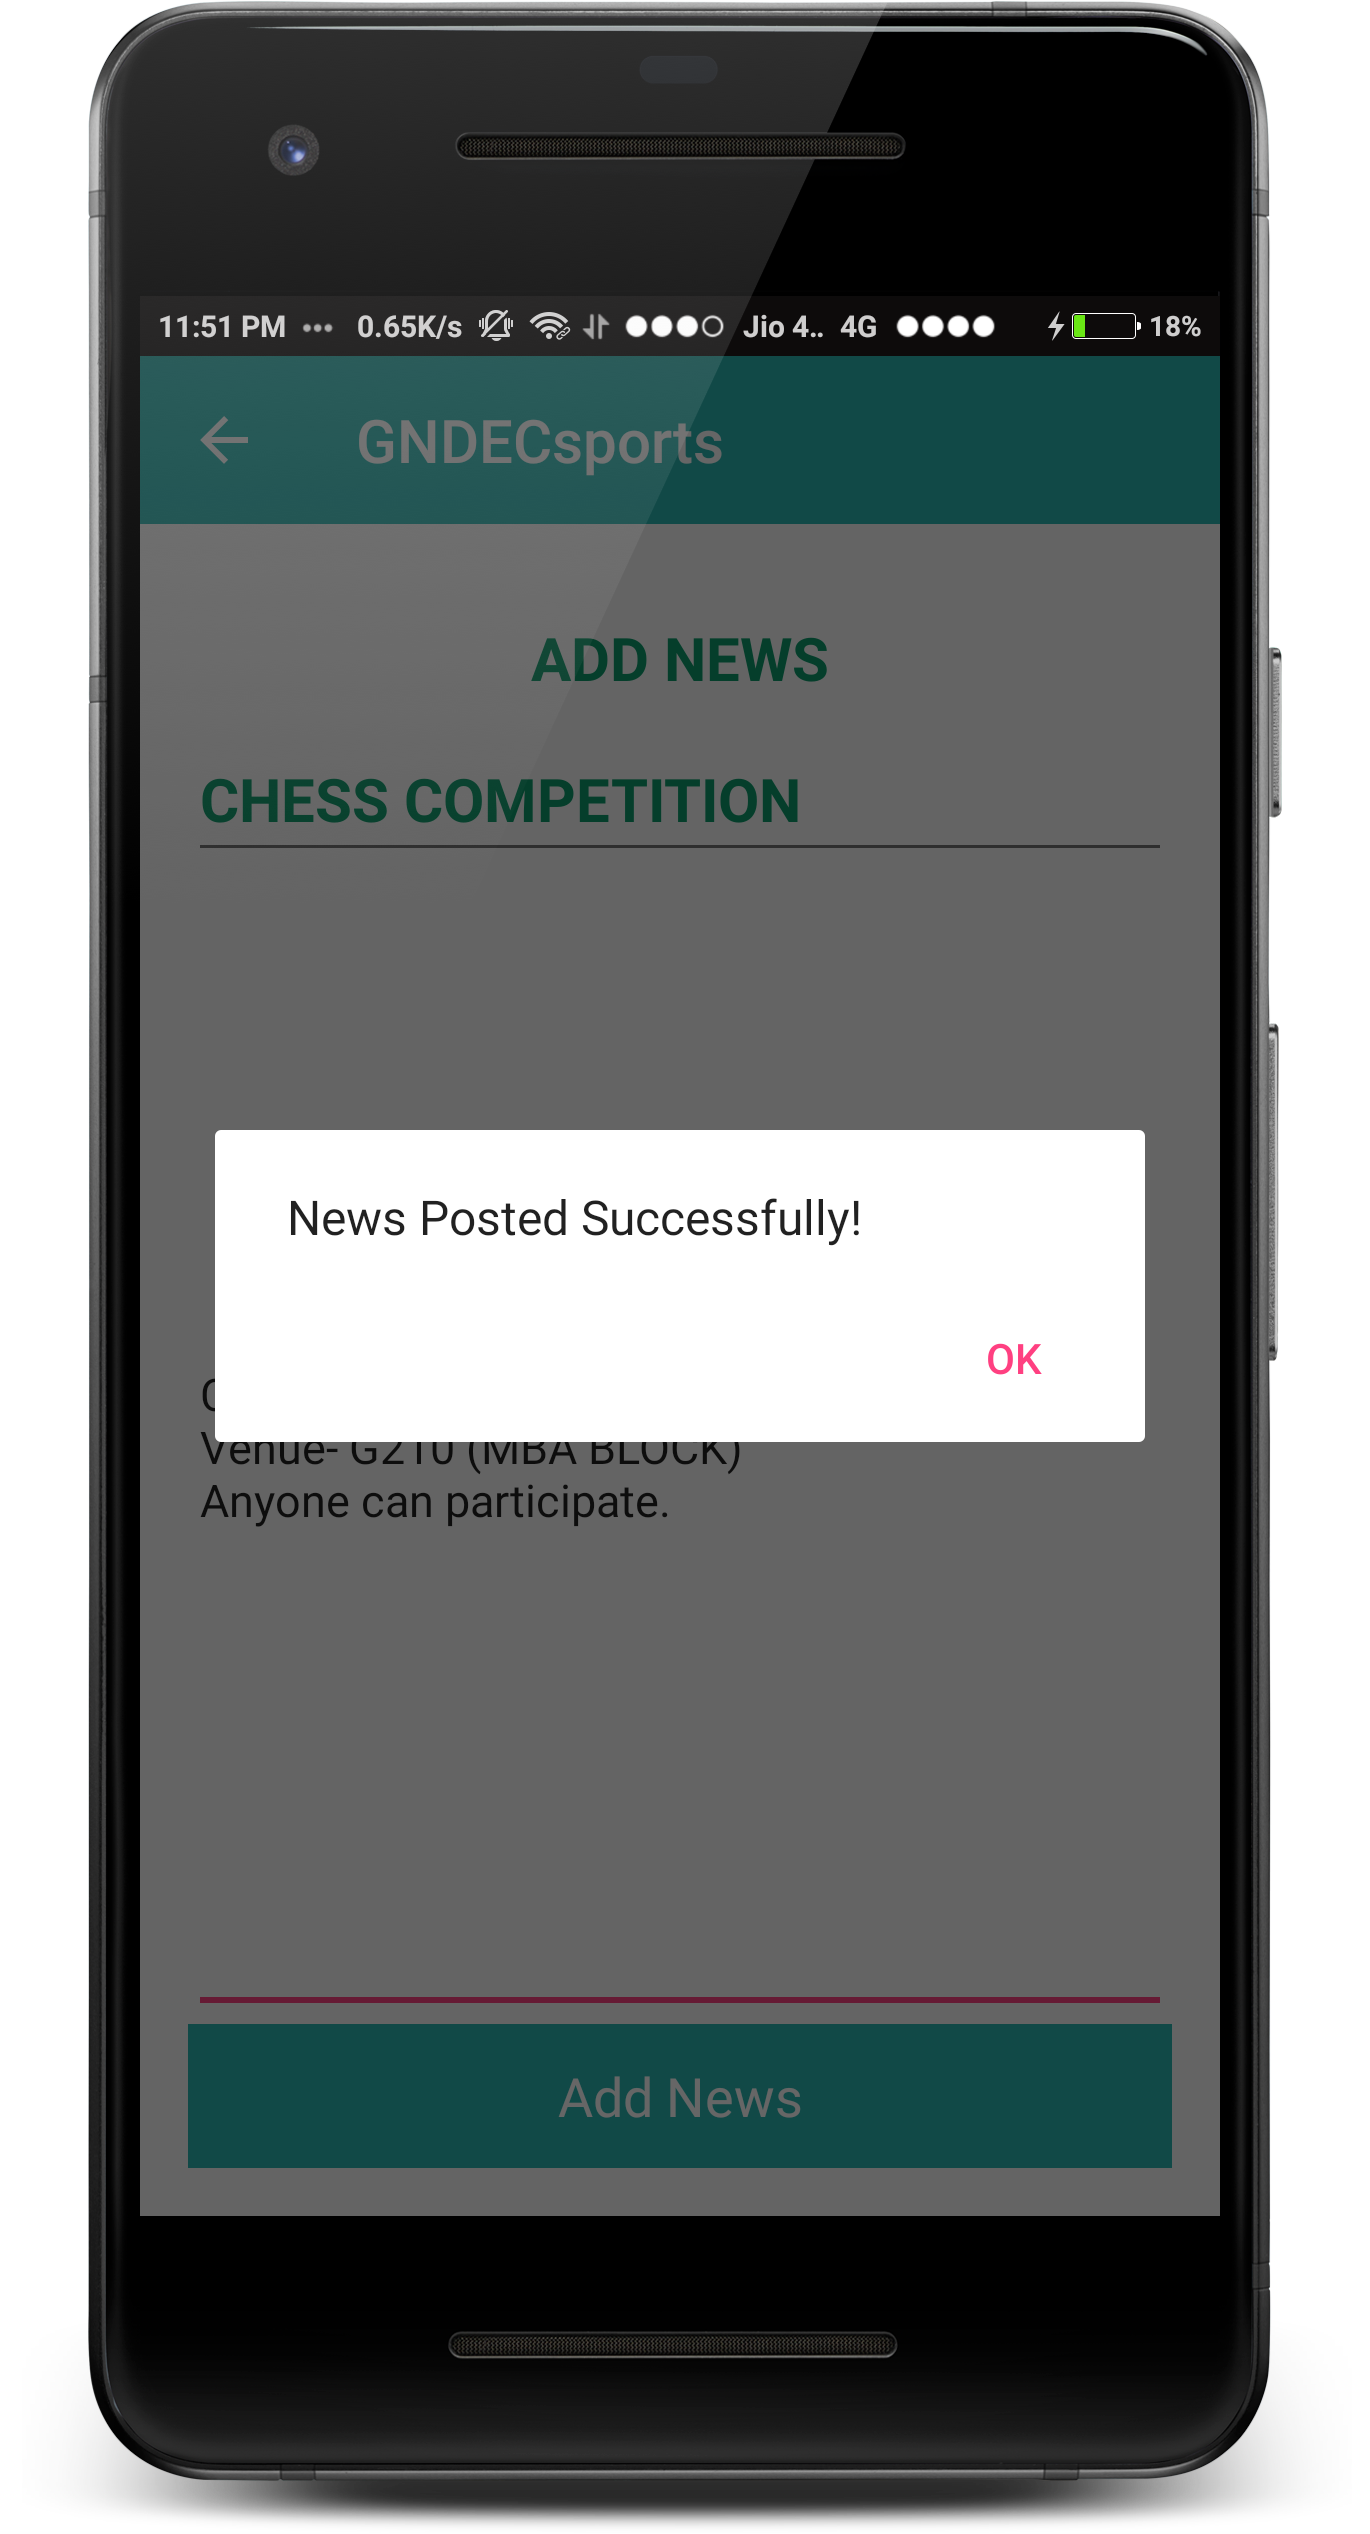 11:51 PM ... 0.65K/s Jio 4.. 4G 18%
GNDECsports
ADD NEWS
CHESS COMPETITION
News Posted Successfully!
OK
Venue- G210 (MBA BLOCK)
Anyone can participate.
Add News